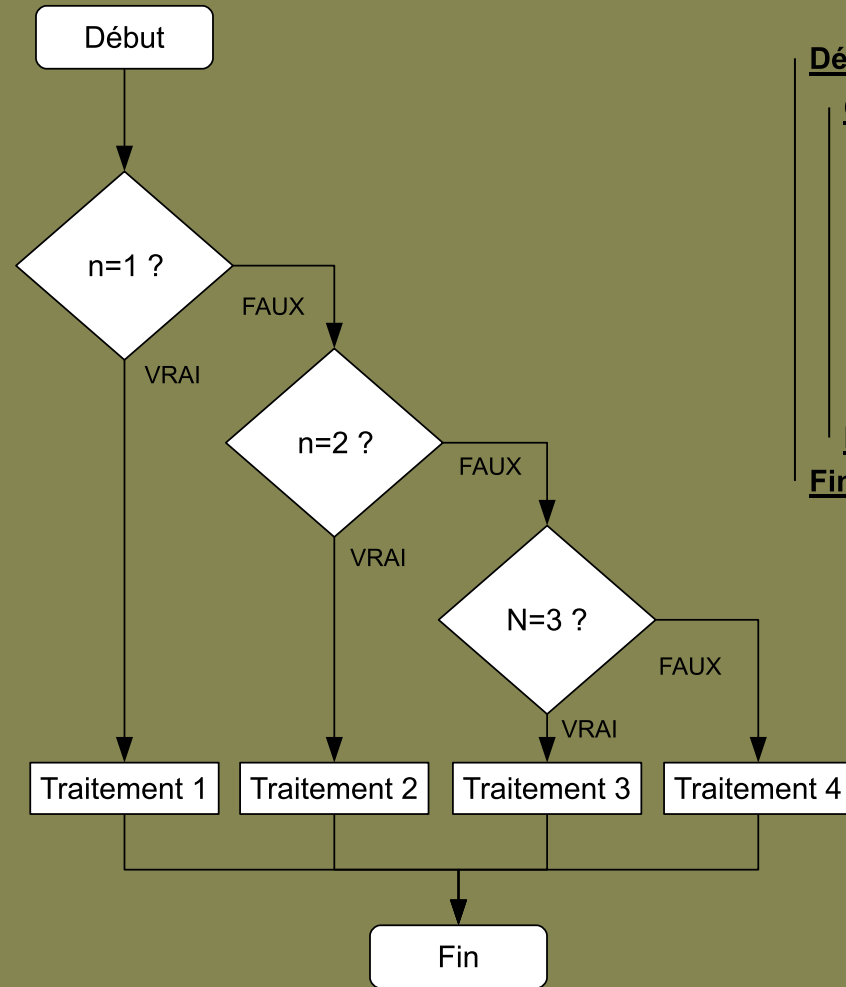 Début
n=1 ?
FAUX
VRAI
n=2 ?
FAUX
VRAI
N=3 ?
FAUX
VRAI
Traitement 1
Traitement 2
Traitement 3
Traitement 4
Fin